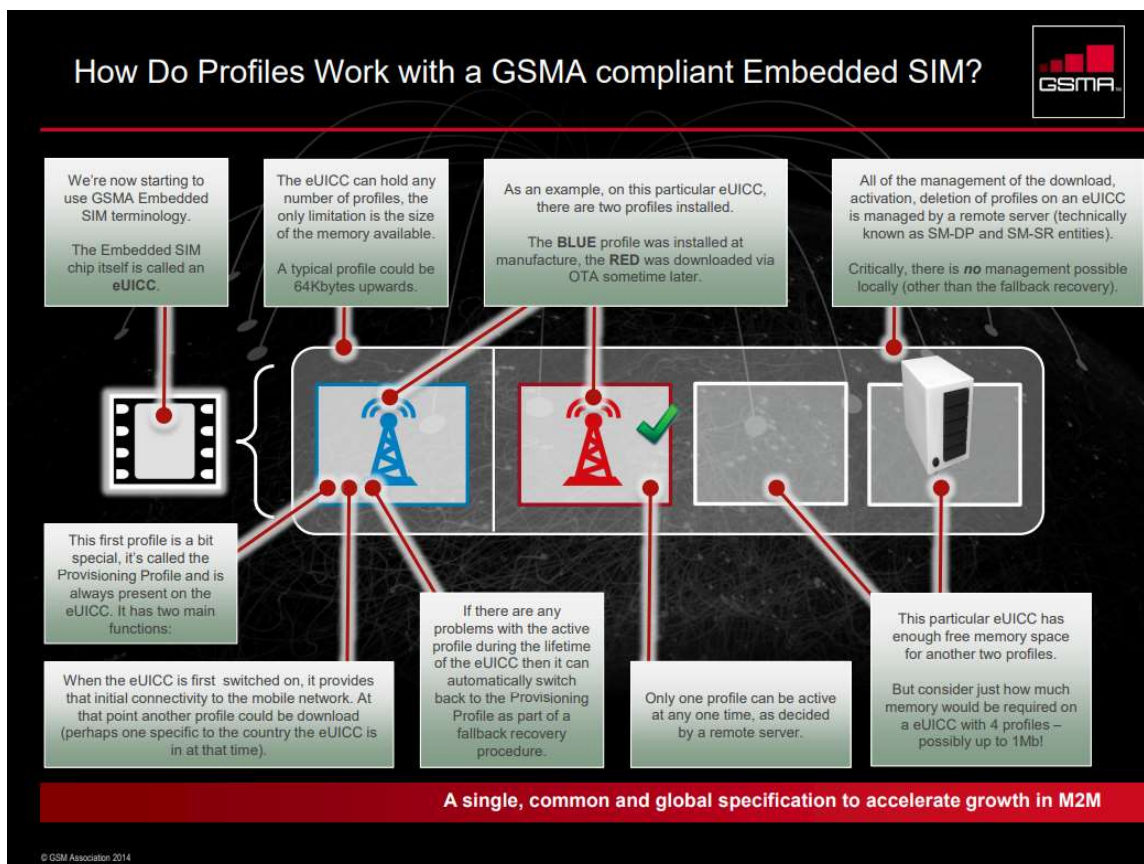 How Do Profiles Work with a GSMA compliant Embedded SIM?
GSMA
We're now starting to
use GSMA Embedded
SIM terminology.
The Embedded SIM
chip itself is called an
eUICC.
The eUICC can hold any
number of profiles, the
only limitation is the size
of the memory available.
A typical profile could be
64Kbytes upwards.
As an example, on this particular eUICC,
there are two profiles installed.
The BLUE profile was installed at
manufacture, the RED was downloaded via
OTA sometime later.
All of the management of the download,
activation, deletion of profiles on an eUICC
is managed by a remote server (technically
known as SM-DP and SM-SR entities).
Critically, there is no management possible
locally (other than the fallback recovery).
This first profile is a bit
special, it's called the
Provisioning Profile and is
always present on the
eUICC. It has two main
functions:
When the eUICC is first switched on, it provides
that initial connectivity to the mobile network. At
that point another profile could be download
(perhaps one specific to the country the eUICC is
in at that time).
If there are any
problems with the active
profile during the lifetime
of the eUICC then it can
automatically switch
back to the Provisioning
Profile as part of a
fallback recovery
procedure.
Only one profile can be active
at any one time, as decided
by a remote server.
This particular eUICC has
enough free memory space
for another two profiles.
But consider just how much
memory would be required on
a eUICC with 4 profiles –
possibly up to 1Mb!
A single, common and global specification to accelerate growth in M2M
© GSM Association 2014